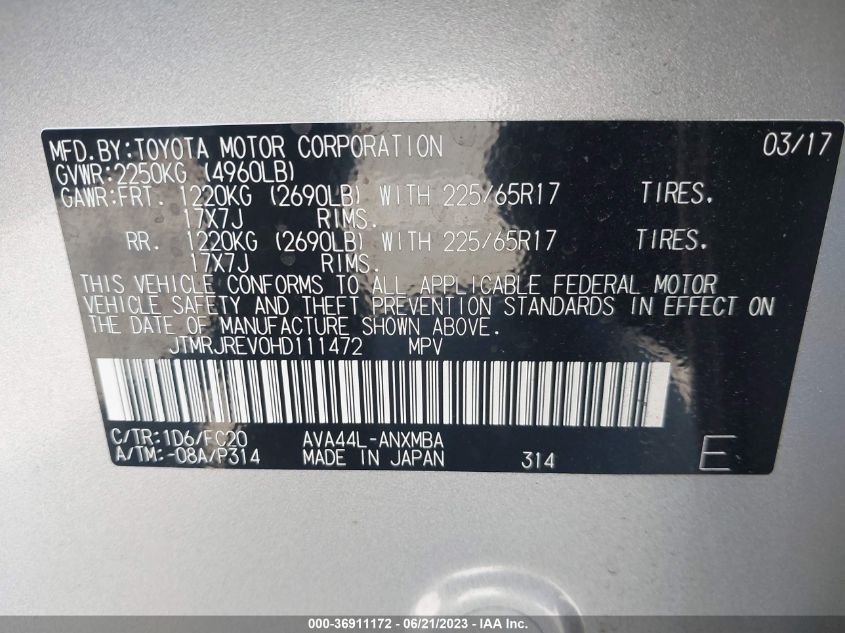 MFD.BY:TOYOTA MOTOR CORPORATION 03/17
GVWR:2250KG (4960LB)
GAWR:FRT. 1220KG (2690LB) WITH 225/65R17 TIRES.
17X7J RIMS.
RR. 1220KG (2690LB) WITH 225/65R17 TIRES.
17X7J RIMS.
THIS VEHICLE CONFORMS TO ALL APPLICABLE FEDERAL MOTOR
VEHICLE SAFETY AND THEFT PREVENTION STANDARDS IN EFFECT ON
THE DATE OF MANUFACTURE SHOWN ABOVE.
JTMRJREV0HD111472 MPV
C/TR:1D6/FC20 AVA44L-ANXMBA
A/TM:-08A/P314 MADE IN JAPAN 314 E
000-36911172 / 06/21/2023 - IAA Inc.